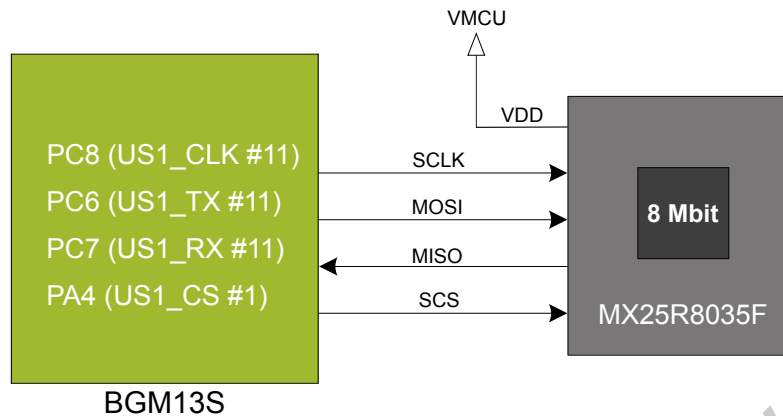 VMCU
VDD
PC8 (US1_CLK #11)
SCLK
PC6 (US1_TX #11)
MOSI
8 Mbit
PC7 (US1_RX #11)
MISO
PA4 (US1_CS #1)
SCS
MX25R8035F
BGM13S